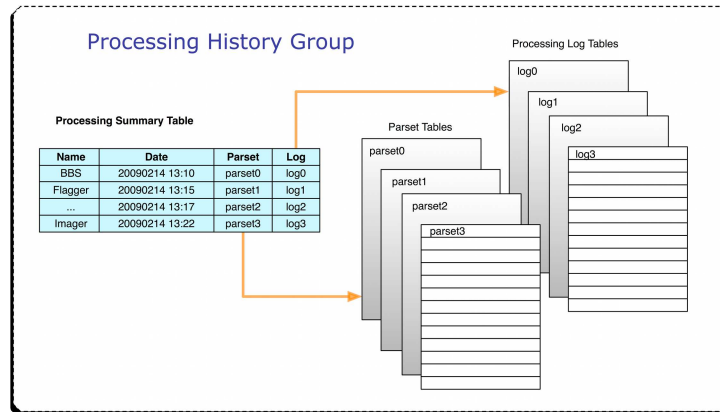 Processing History Group
Processing Summary Table
Name Date Parset Log
BBS 20090214 13:10 parset0 log0
Flagger 20090214 13:15 parset1 log1
... 20090214 13:17 parset2 log2
Imager 20090214 13:22 parset3 log3
Parset Tables
parset0
parset1
parset2
parset3
Processing Log Tables
log0
log1
log2
log3